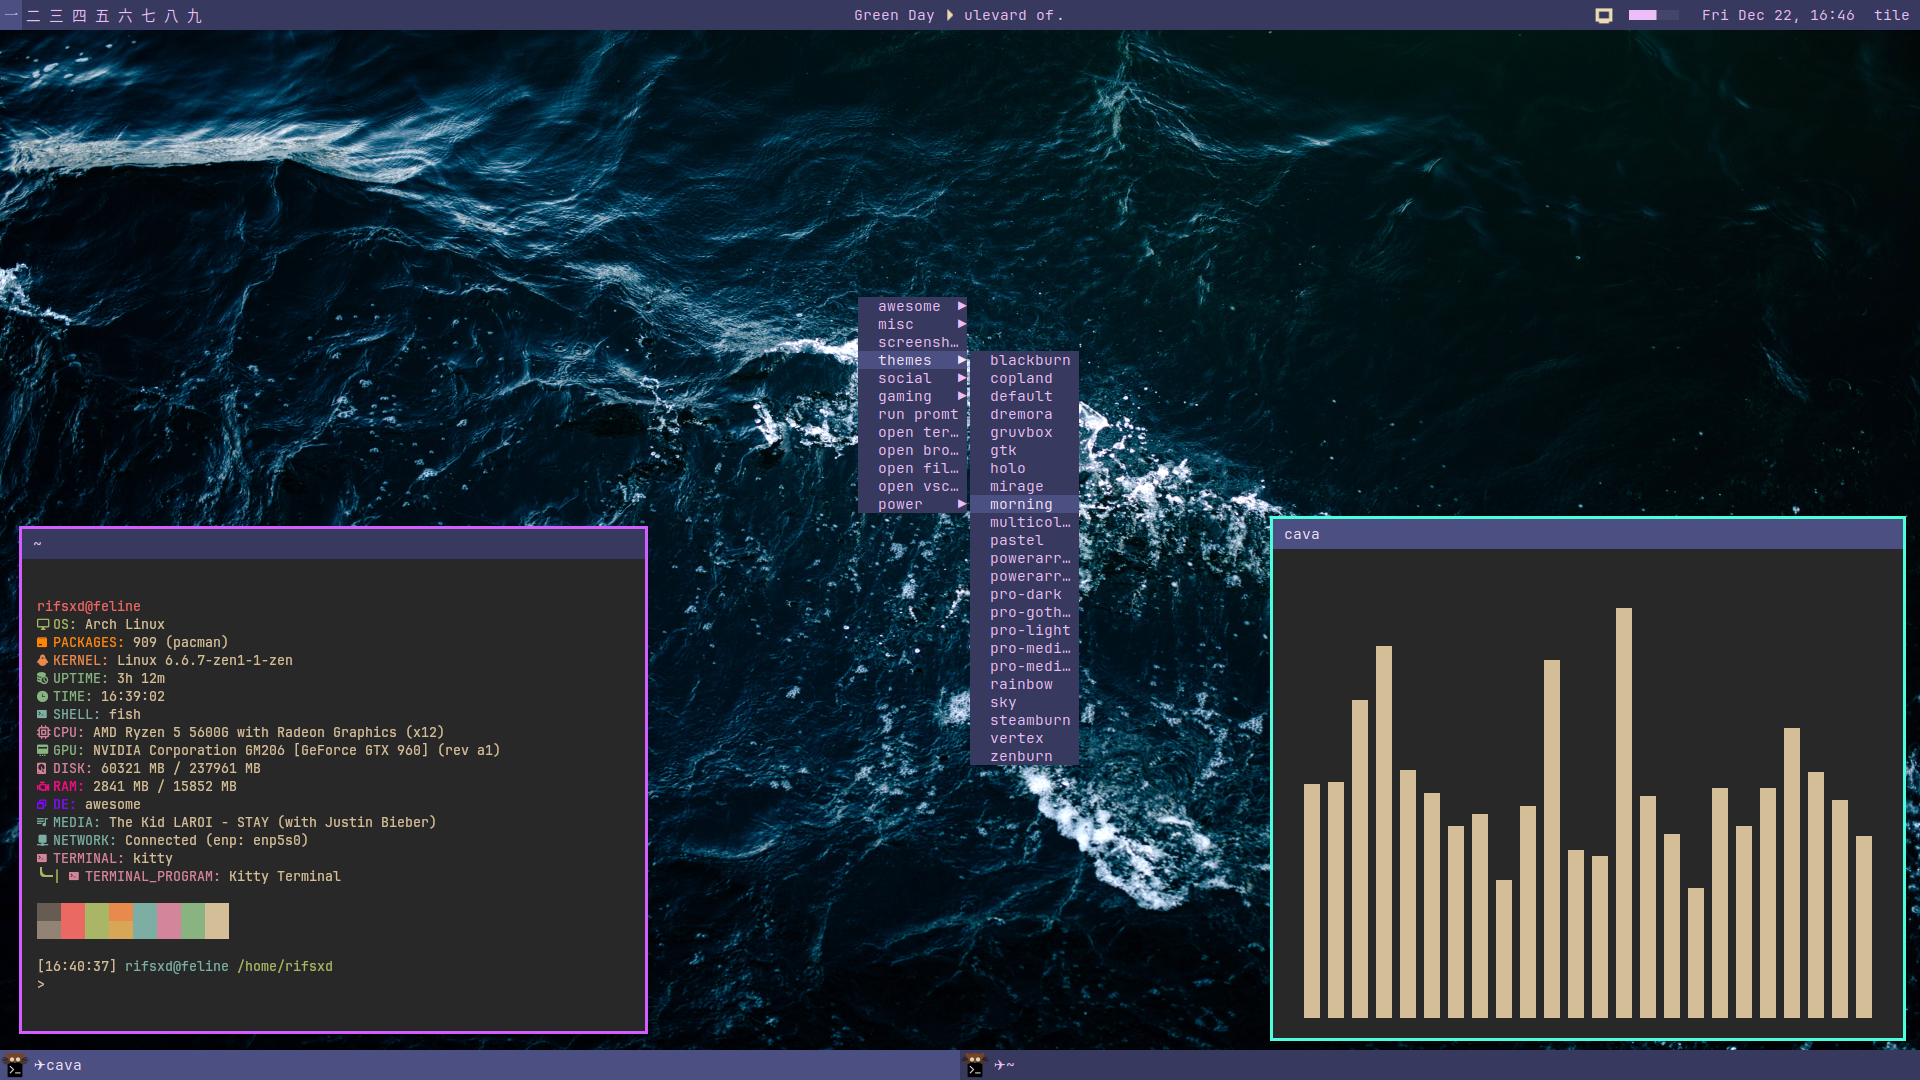 一 二 三 四 五 六 七 八 九
Green Day ulevard of.
Fri Dec 22, 16:46 tile
awesome
misc
screensh…
themes
social
gaming
run promt
open ter…
open bro…
open fil…
open vsc…
power
blackburn
copland
default
dremora
gruvbox
gtk
holo
mirage
morning
multicol…
pastel
powerarr…
powerarr…
pro-dark
pro-goth…
pro-light
pro-medi…
pro-medi…
rainbow
sky
steamburn
vertex
zenburn
~
rifsxd@feline
OS: Arch Linux
PACKAGES: 909 (pacman)
KERNEL: Linux 6.6.7-zen1-1-zen
UPTIME: 3h 12m
TIME: 16:39:02
SHELL: fish
CPU: AMD Ryzen 5 5600G with Radeon Graphics (x12)
GPU: NVIDIA Corporation GM206 [GeForce GTX 960] (rev a1)
DISK: 60321 MB / 237961 MB
RAM: 2841 MB / 15852 MB
DE: awesome
MEDIA: The Kid LAROI - STAY (with Justin Bieber)
NETWORK: Connected (enp: enp5s0)
TERMINAL: kitty
TERMINAL_PROGRAM: Kitty Terminal
[16:40:37] rifsxd@feline /home/rifsxd
>
cava
✈cava
✈~